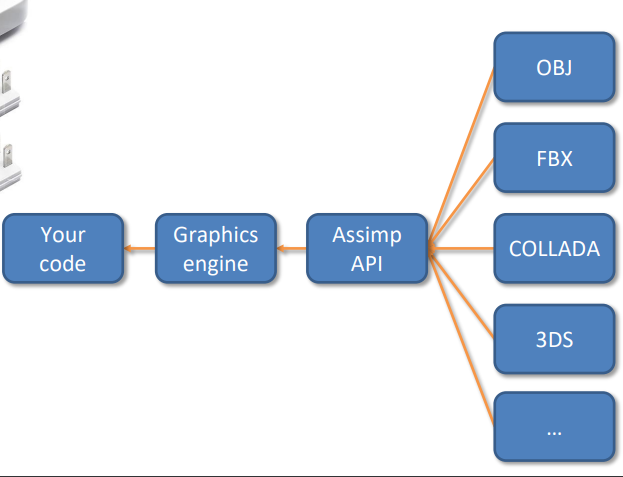 OBJ
FBX
Your
code
Graphics
engine
Assimp
API
COLLADA
3DS
...